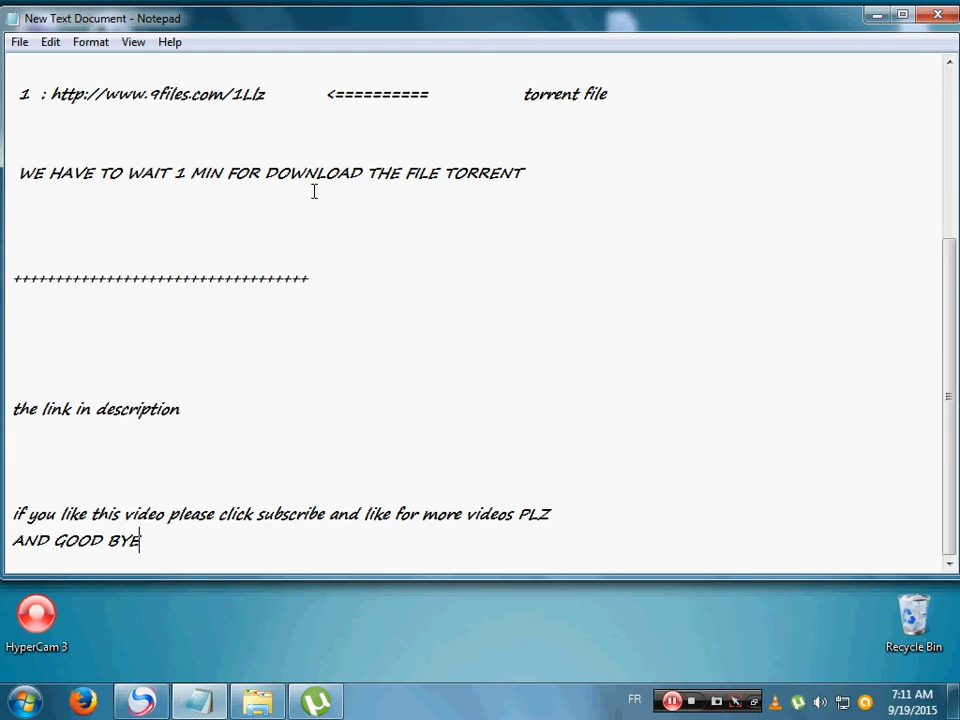 New Text Document - Notepad
File Edit Format View Help
1 : http://www.9files.com/1Llz <========== torrent file
WE HAVE TO WAIT 1 MIN FOR DOWNLOAD THE FILE TORRENT
+++++++++++++++++++++++++++++++++++
the link in description
if you like this video please click subscribe and like for more videos PLZ
AND GOOD BYE
HyperCam 3
Recycle Bin
FR
7:11 AM
9/19/2015